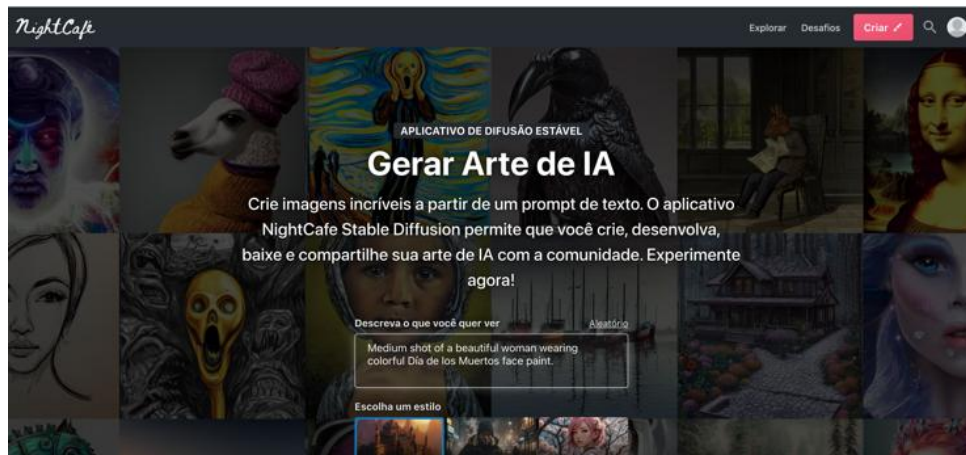 NightCafe
Explorar
Desafios
Criar
APLICATIVO DE DIFUSÃO ESTÁVEL
Gerar Arte de IA
Crie imagens incríveis a partir de um prompt de texto. O aplicativo
NightCafe Stable Diffusion permite que você crie, desenvolva,
baixe e compartilhe sua arte de IA com a comunidade. Experimente
agora!
Descreva o que você quer ver
Aleatório
Medium shot of a beautiful woman wearing
colorful Día de los Muertos face paint.
Escolha um estilo